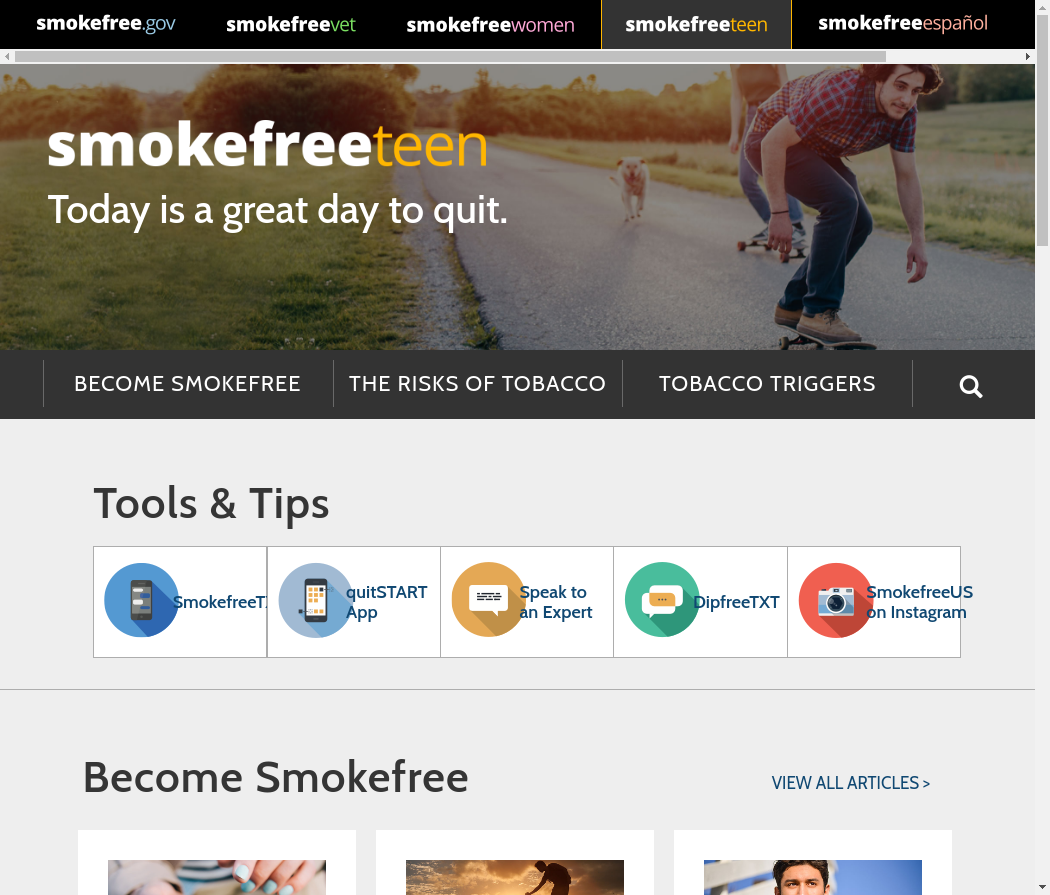 smokefree.gov
smokefreevet
smokefreewomen
smokefreeteen
smokefreeespañol
smokefreeteen
Today is a great day to quit.
BECOME SMOKEFREE
THE RISKS OF TOBACCO
TOBACCO TRIGGERS
Tools & Tips
SmokefreeT
quitSTART
App
Speak to
an Expert
DipfreeTXT
SmokefreeUS
on Instagram
Become Smokefree
VIEW ALL ARTICLES >